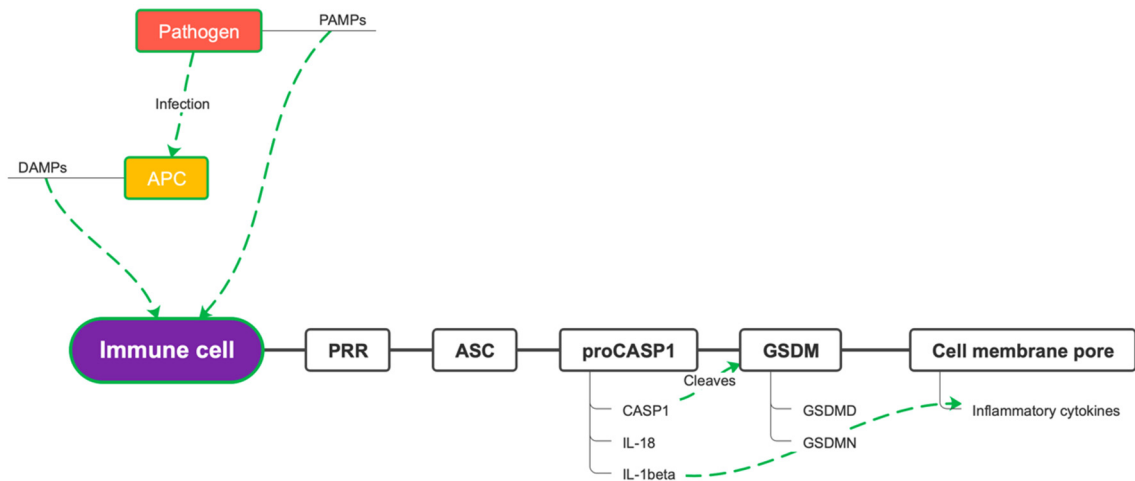 Pathogen
PAMPs
Infection
DAMPs
APC
Immune cell
PRR
ASC
proCASP1
GSDM
Cell membrane pore
Cleaves
CASP1
GSDMD
Inflammatory cytokines
IL-18
GSDMN
IL-1beta